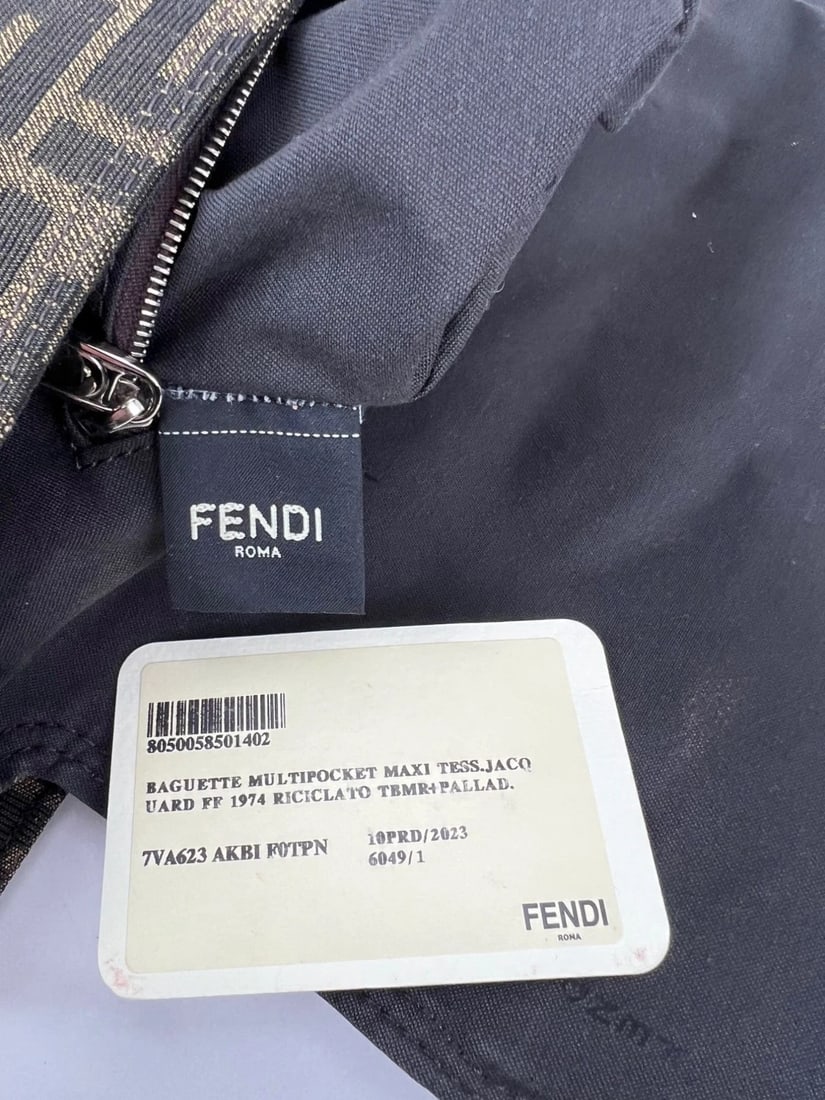 FENDI
ROMA
8050058501402
BAGUETTE MULTIPOCKET MAXI TESS.JACQ
UARD FF 1974 RICICLATO TBMR+PALLAD.
7VA623 AKBI F0TPN
10PRD/2023
6049/1
FENDI
ROMA